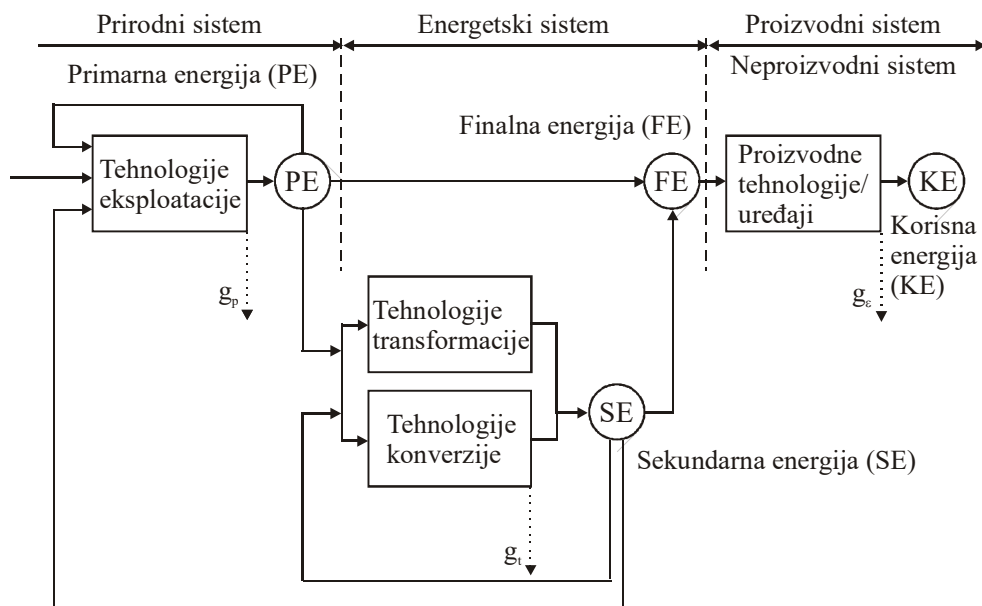 Prirodni sistem
Energetski sistem
Proizvodni sistem
Neproizvodni sistem
Primarna energija (PE)
Finalna energija (FE)
Tehnologije
eksploatacije
PE
FE
Proizvodne
tehnologije/
uređaji
KE
Korisna
energija
(KE)
gₚ
gε
Tehnologije
transformacije
Tehnologije
konverzije
SE
Sekundarna energija (SE)
gₜ